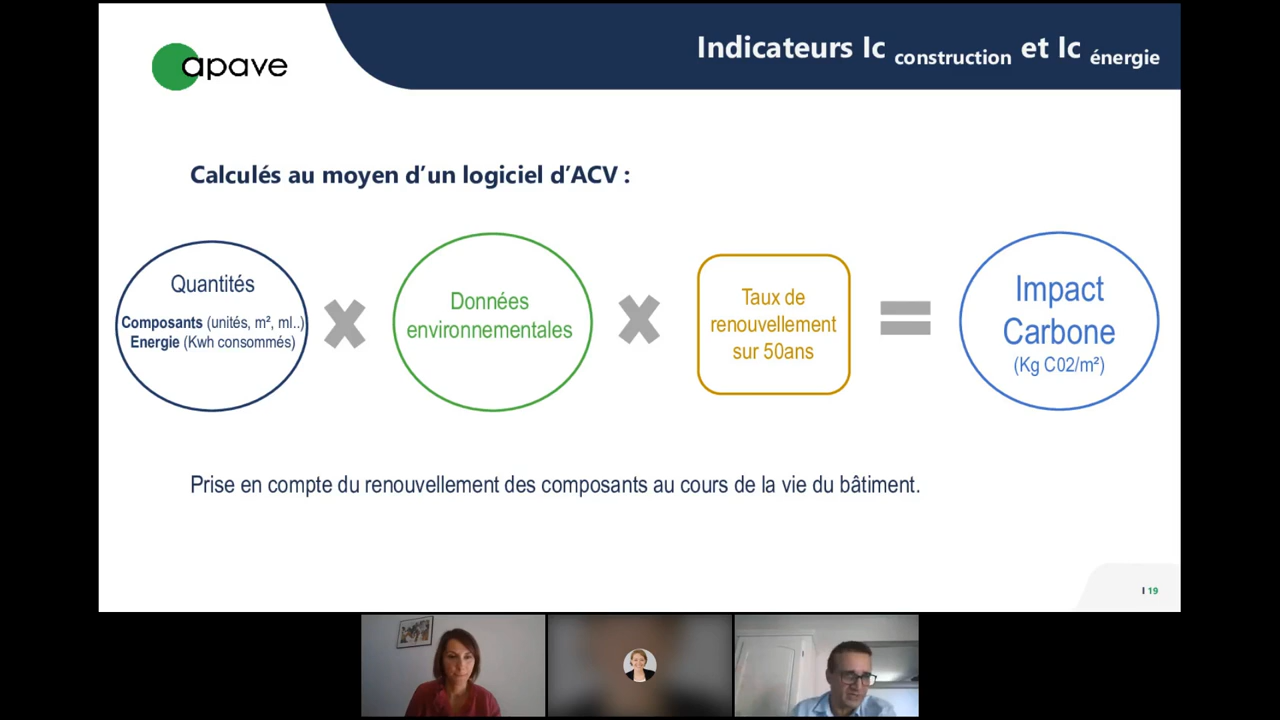 apave
Indicateurs Ic construction et Ic énergie
Calculés au moyen d’un logiciel d’ACV :
Quantités
Composants (unités, m², ml..)
Energie (Kwh consommés)
Données
environnementales
Taux de
renouvellement
sur 50ans
Impact
Carbone
(Kg C02/m²)
Prise en compte du renouvellement des composants au cours de la vie du bâtiment.
I 19